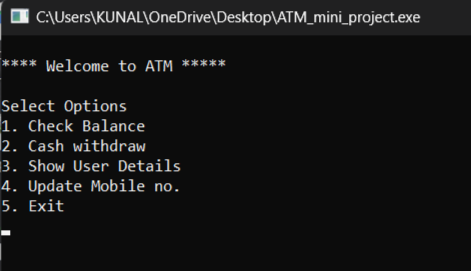 C:\Users\KUNAL\OneDrive\Desktop\ATM_mini_project.exe
**** Welcome to ATM *****
Select Options
1. Check Balance
2. Cash withdraw
3. Show User Details
4. Update Mobile no.
5. Exit